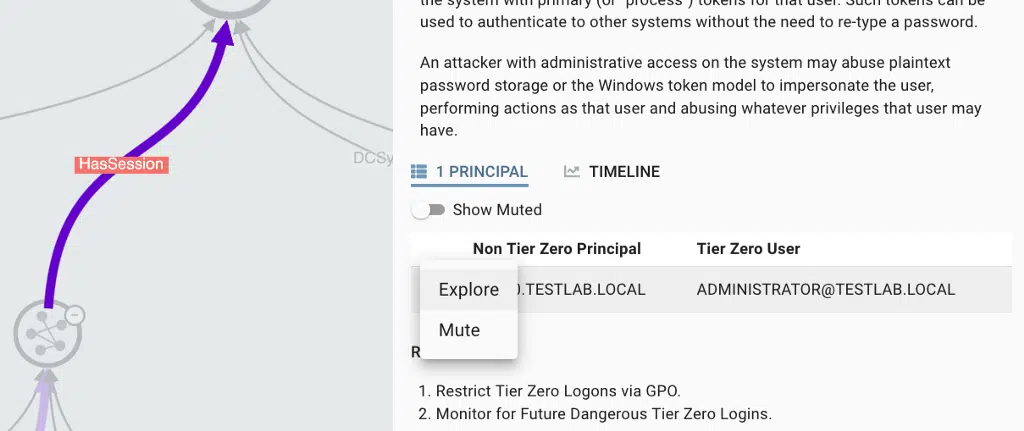 the system with primary (or "process") tokens for that user. Such tokens can be
used to authenticate to other systems without the need to re-type a password.
An attacker with administrative access on the system may abuse plaintext
password storage or the Windows token model to impersonate the user,
performing actions as that user and abusing whatever privileges that user may
have.
HasSession
DCSy
1 PRINCIPAL
TIMELINE
Show Muted
Non Tier Zero Principal Tier Zero User
Explore
.TESTLAB.LOCAL ADMINISTRATOR@TESTLAB.LOCAL
Mute
R
1. Restrict Tier Zero Logons via GPO.
2. Monitor for Future Dangerous Tier Zero Logins.